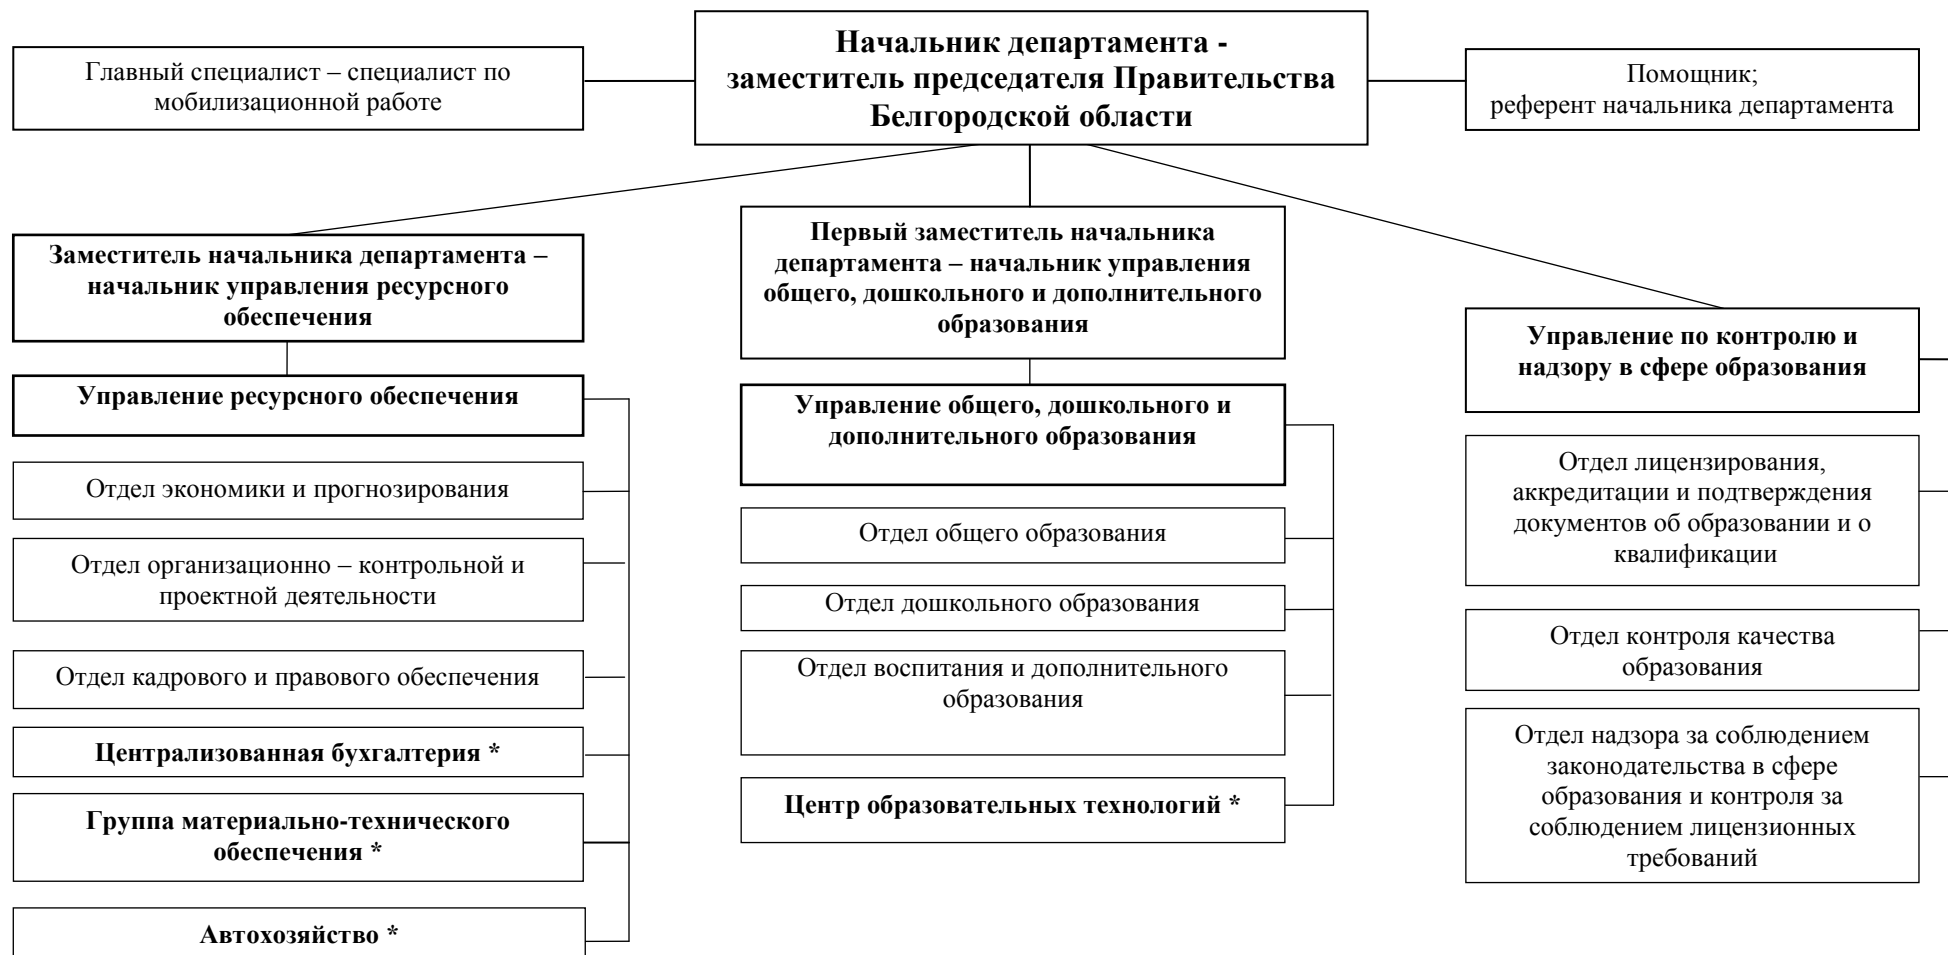 Начальник департамента -
заместитель председателя Правительства
Белгородской области
Главный специалист – специалист по
мобилизационной работе
Помощник;
референт начальника департамента
Заместитель начальника департамента –
начальник управления ресурсного
обеспечения
Управление ресурсного обеспечения
Отдел экономики и прогнозирования
Отдел организационно – контрольной и
проектной деятельности
Отдел кадрового и правового обеспечения
Централизованная бухгалтерия *
Группа материально-технического
обеспечения *
Автохозяйство *
Первый заместитель начальника
департамента – начальник управления
общего, дошкольного и дополнительного
образования
Управление общего, дошкольного и
дополнительного образования
Отдел общего образования
Отдел дошкольного образования
Отдел воспитания и дополнительного
образования
Центр образовательных технологий *
Управление по контролю и
надзору в сфере образования
Отдел лицензирования,
аккредитации и подтверждения
документов об образовании и о
квалификации
Отдел контроля качества
образования
Отдел надзора за соблюдением
законодательства в сфере
образования и контроля за
соблюдением лицензионных
требований